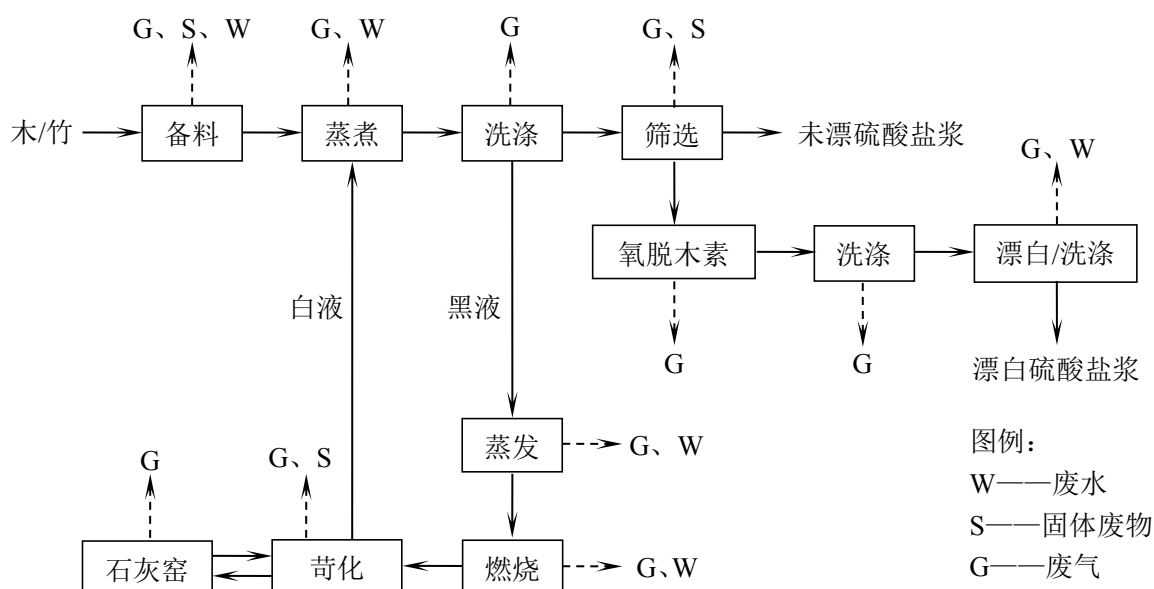 G、S、W
G、W
G
G、S
木/竹
备料
蒸煮
洗涤
筛选
未漂硫酸盐浆
G、W
氧脱木素
洗涤
漂白/洗涤
白液
黑液
G
G
漂白硫酸盐浆
蒸发
G、W
图例：
G
G、S
W——废水
S——固体废物
石灰窑
苛化
燃烧
G、W
G——废气